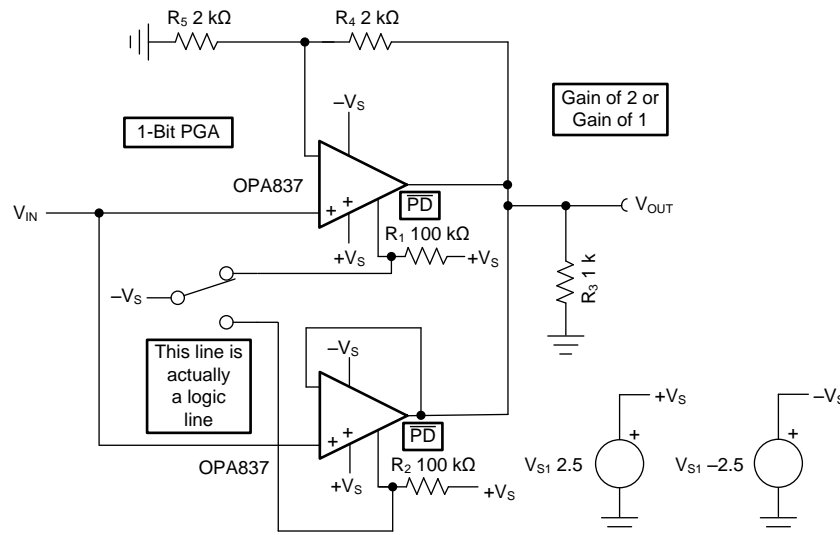 R5 2 kΩ
R4 2 kΩ
–VS
1-Bit PGA
Gain of 2 or
Gain of 1
OPA837
PD
VIN
+
+
VOUT
+VS
R1 100 kΩ
+VS
R3 1 k
–VS
This line is
actually
a logic
line
–VS
+
+
PD
OPA837
+VS
R2 100 kΩ
+VS
+VS
+
VS1 2.5
–VS
+
VS1 –2.5